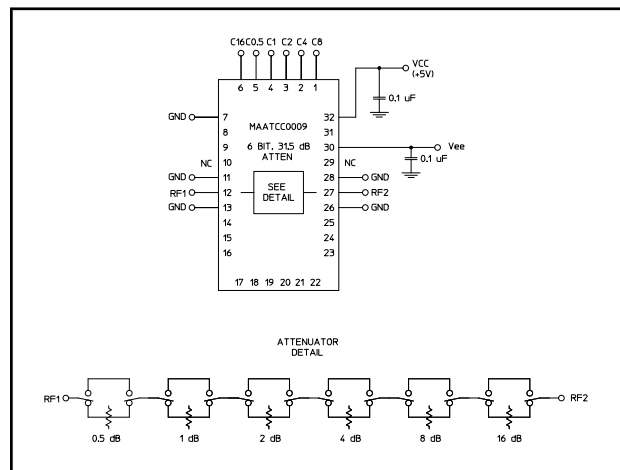 C16 C0.5 C1 C2 C4 C8
6 5 4 3 2 1
VCC
(+5V)
0.1 uF
GND 7 32
MAATCC0009
8 31
9 6 BIT, 31.5 dB 30 Vee
ATTEN
0.1 uF
NC 10 29 NC
GND 11 28 GND
RF1 12 SEE 27 RF2
DETAIL
GND 13 26 GND
14 25
15 24
16 23
17 18 19 20 21 22
ATTENUATOR
DETAIL
RF1 RF2
0.5 dB 1 dB 2 dB 4 dB 8 dB 16 dB